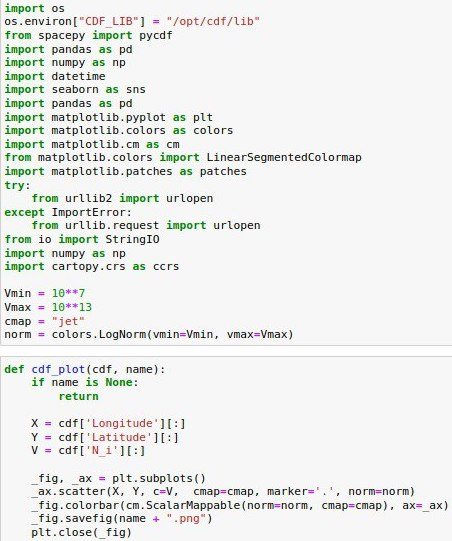 import os
os.environ["CDF_LIB"] = "/opt/cdf/lib"
from spacepy import pycdf
import pandas as pd
import numpy as np
import datetime
import seaborn as sns
import pandas as pd
import matplotlib.pyplot as plt
import matplotlib.colors as colors
import matplotlib.cm as cm
from matplotlib.colors import LinearSegmentedColormap
import matplotlib.patches as patches
try:
    from urllib2 import urlopen
except ImportError:
    from urllib.request import urlopen
from io import StringIO
import numpy as np
import cartopy.crs as ccrs

Vmin = 10**7
Vmax = 10**13
cmap = "jet"
norm = colors.LogNorm(vmin=Vmin, vmax=Vmax)

def cdf_plot(cdf, name):
    if name is None:
        return

    X = cdf['Longitude'][:]
    Y = cdf['Latitude'][:]
    V = cdf['N_i'][:]

    _fig, _ax = plt.subplots()
    _ax.scatter(X, Y, c=V,  cmap=cmap, marker='.', norm=norm)
    _fig.colorbar(cm.ScalarMappable(norm=norm, cmap=cmap), ax=_ax)
    _fig.savefig(name + ".png")
    plt.close(_fig)